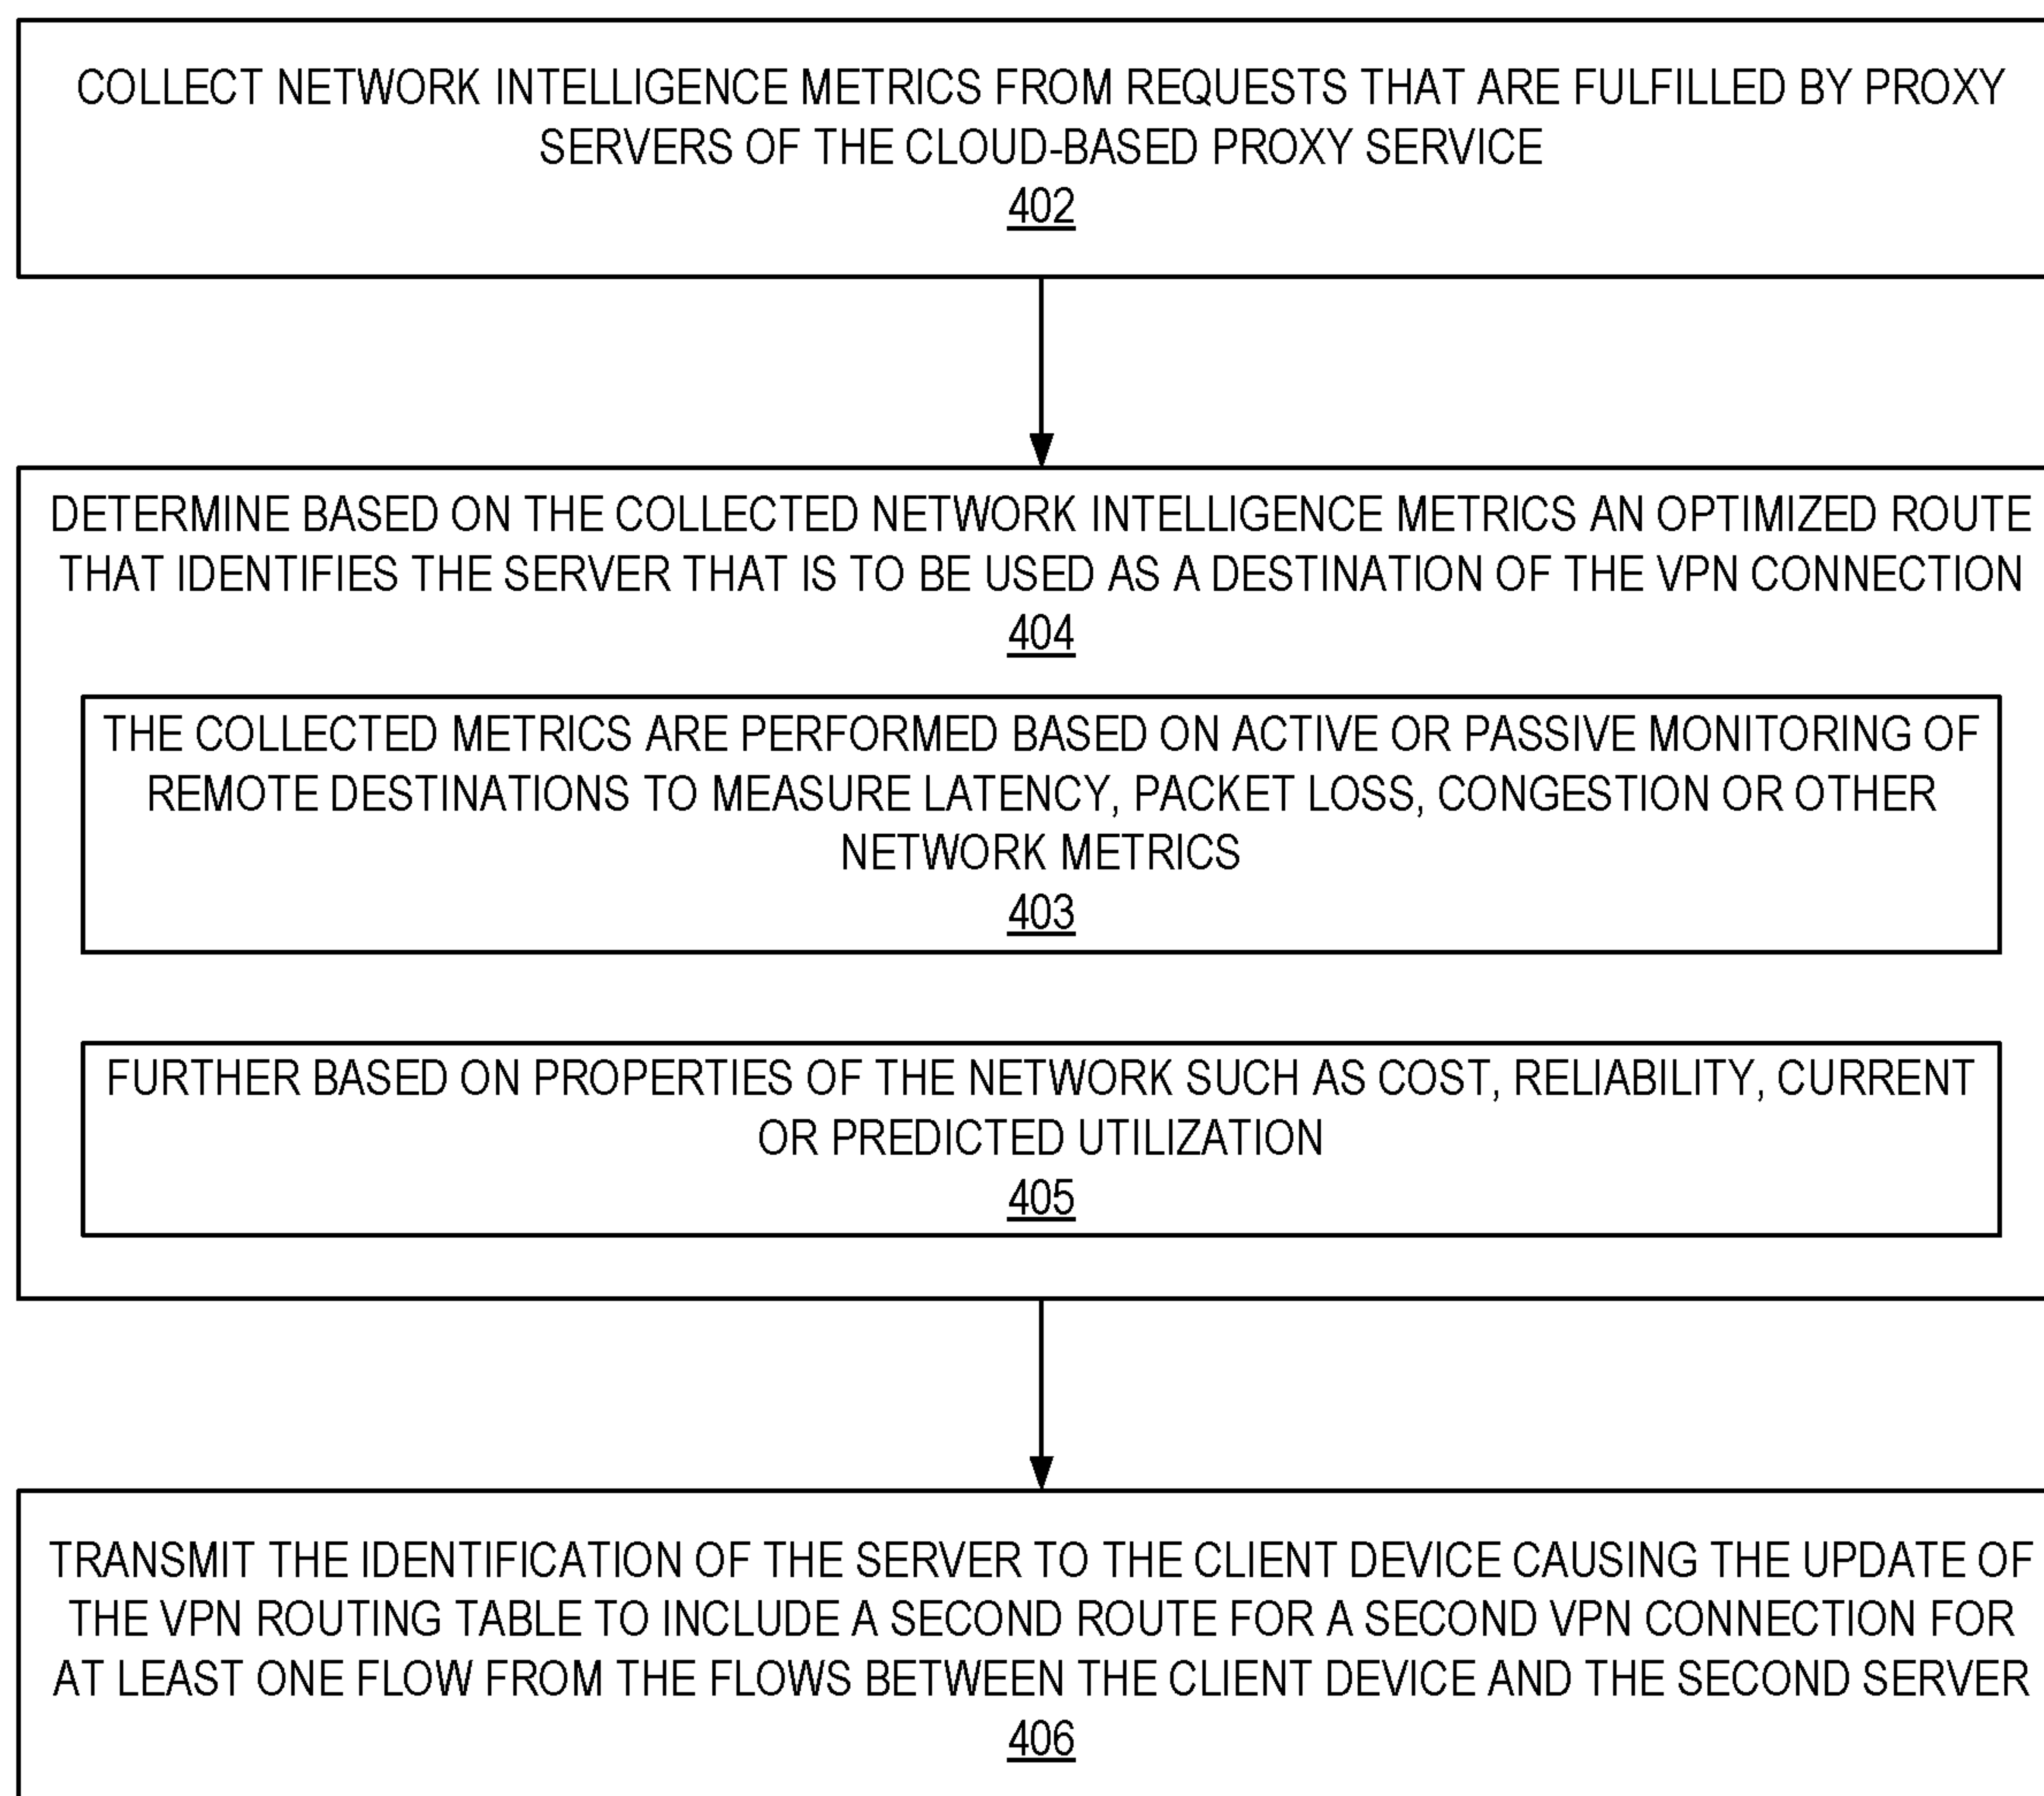 COLLECT NETWORK INTELLIGENCE METRICS FROM REQUESTS THAT ARE FULFILLED BY PROXY
SERVERS OF THE CLOUD-BASED PROXY SERVICE
402
DETERMINE BASED ON THE COLLECTED NETWORK INTELLIGENCE METRICS AN OPTIMIZED ROUTE
THAT IDENTIFIES THE SERVER THAT IS TO BE USED AS A DESTINATION OF THE VPN CONNECTION
404
THE COLLECTED METRICS ARE PERFORMED BASED ON ACTIVE OR PASSIVE MONITORING OF
REMOTE DESTINATIONS TO MEASURE LATENCY, PACKET LOSS, CONGESTION OR OTHER
NETWORK METRICS
403
FURTHER BASED ON PROPERTIES OF THE NETWORK SUCH AS COST, RELIABILITY, CURRENT
OR PREDICTED UTILIZATION
405
TRANSMIT THE IDENTIFICATION OF THE SERVER TO THE CLIENT DEVICE CAUSING THE UPDATE OF
THE VPN ROUTING TABLE TO INCLUDE A SECOND ROUTE FOR A SECOND VPN CONNECTION FOR
AT LEAST ONE FLOW FROM THE FLOWS BETWEEN THE CLIENT DEVICE AND THE SECOND SERVER
406